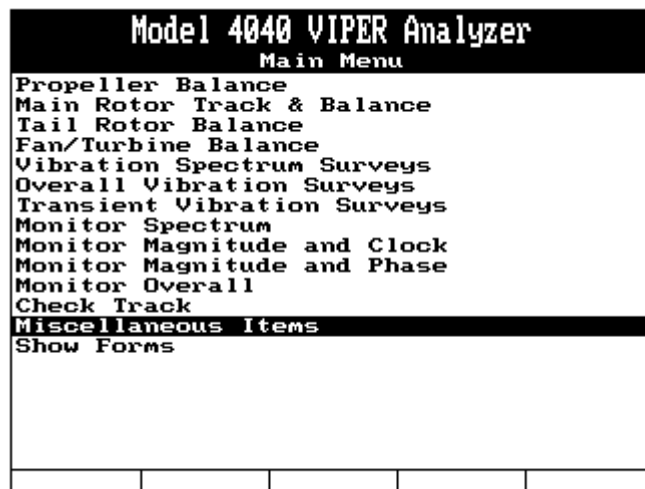 Model 4040 VIPER Analyzer
Main Menu
Propeller Balance
Main Rotor Track & Balance
Tail Rotor Balance
Fan/Turbine Balance
Vibration Spectrum Surveys
Overall Vibration Surveys
Transient Vibration Surveys
Monitor Spectrum
Monitor Magnitude and Clock
Monitor Magnitude and Phase
Monitor Overall
Check Track
Miscellaneous Items
Show Forms